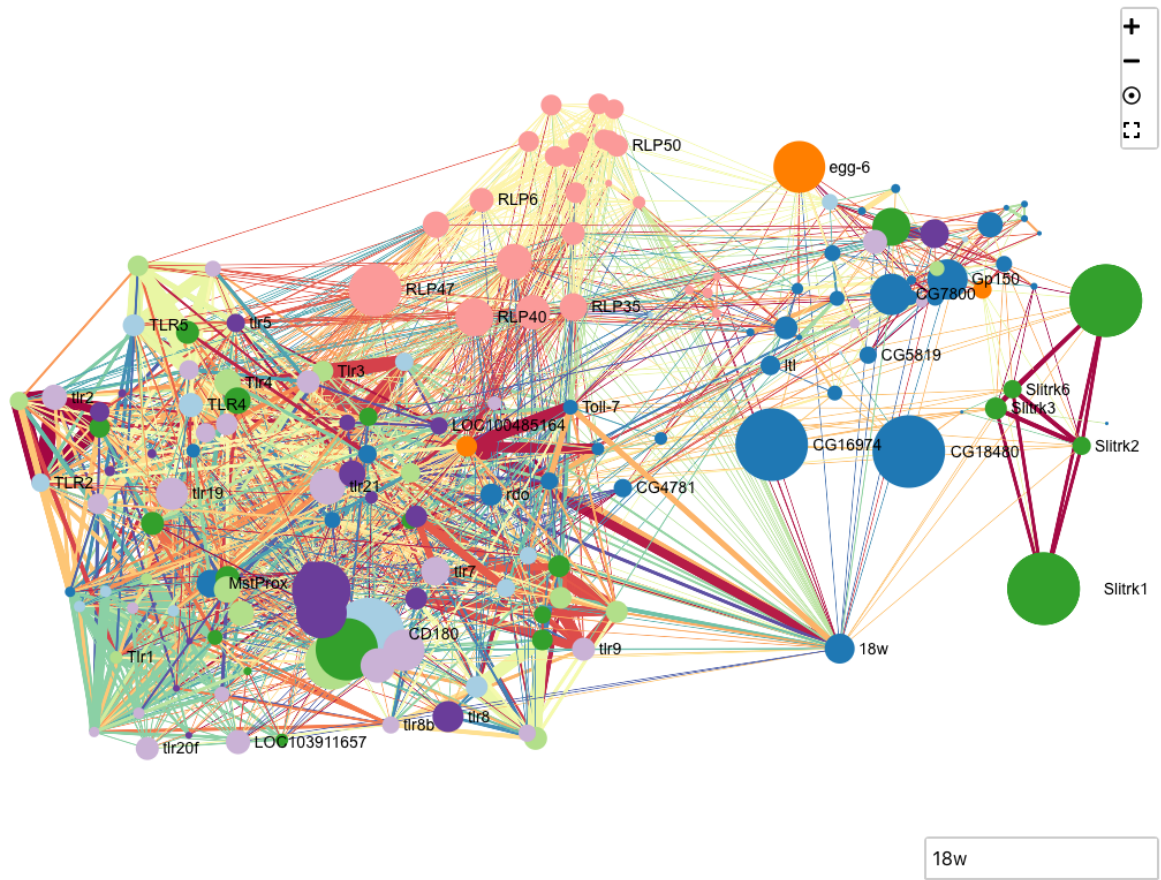 RLP50
egg-6
RLP6
Gp150
RLP47
CG7800
RLP35
RLP40
TLR5
tlr5
CG5819
ltl
Tlr3
Tlr4
Slitrk6
tlr2
TLR4
Toll-7
Slitrk3
LOC100485164
CG16974
Slitrk2
CG18480
TLR2
tlr21
CG4781
tlr19
rdo
tlr7
MstProx
Slitrk1
CD180
tlr9
18w
Tlr1
tlr8
tlr8b
LOC103911657
tlr20f
18w